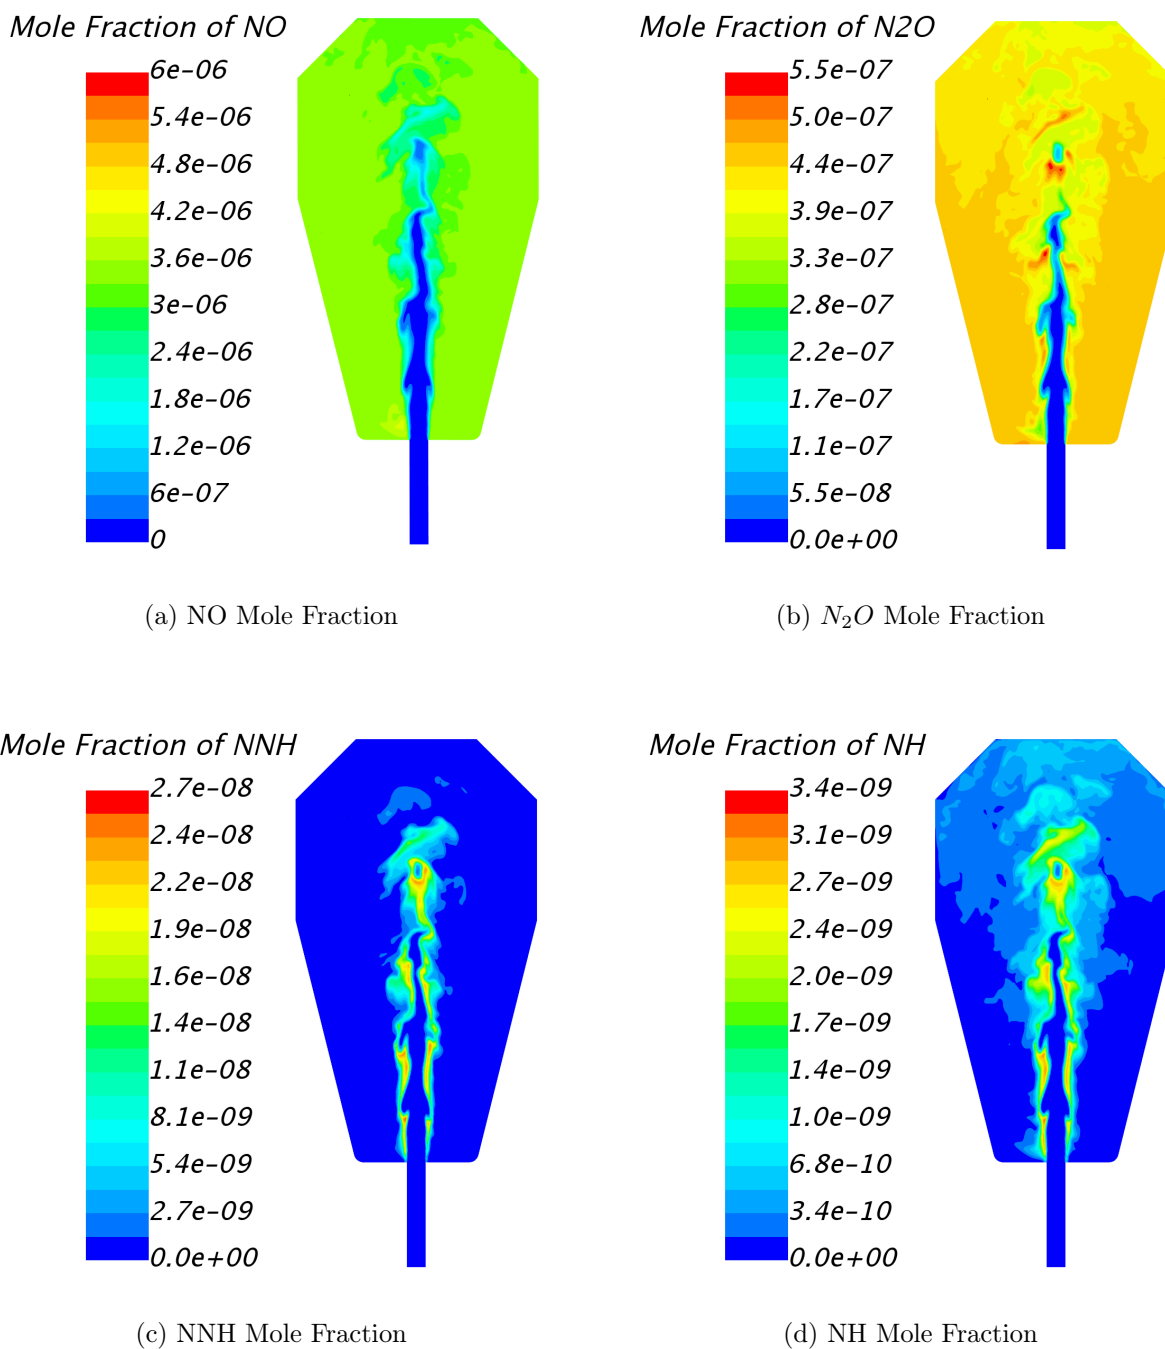 Mole Fraction of NO
6e-06
5.4e-06
4.8e-06
4.2e-06
3.6e-06
3e-06
2.4e-06
1.8e-06
1.2e-06
6e-07
0
(a) NO Mole Fraction
Mole Fraction of N2O
5.5e-07
5.0e-07
4.4e-07
3.9e-07
3.3e-07
2.8e-07
2.2e-07
1.7e-07
1.1e-07
5.5e-08
0.0e+00
(b) N₂O Mole Fraction
Mole Fraction of NNH
2.7e-08
2.4e-08
2.2e-08
1.9e-08
1.6e-08
1.4e-08
1.1e-08
8.1e-09
5.4e-09
2.7e-09
0.0e+00
(c) NNH Mole Fraction
Mole Fraction of NH
3.4e-09
3.1e-09
2.7e-09
2.4e-09
2.0e-09
1.7e-09
1.4e-09
1.0e-09
6.8e-10
3.4e-10
0.0e+00
(d) NH Mole Fraction